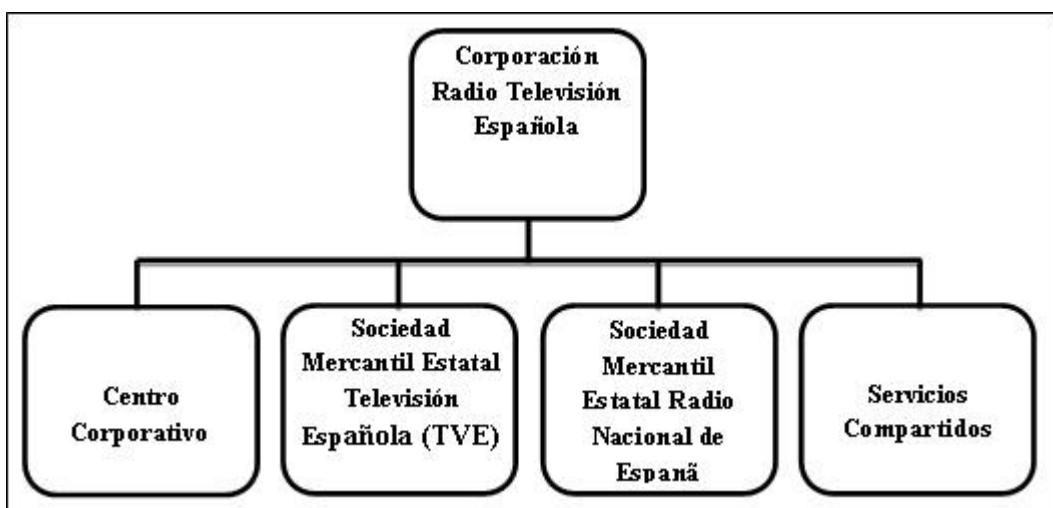 Corporación
Radio Televisión
Española
Centro
Corporativo
Sociedad
Mercantil Estatal
Televisión
Española (TVE)
Sociedad
Mercantil
Estatal Radio
Nacional de
Espanã
Servicios
Compartidos